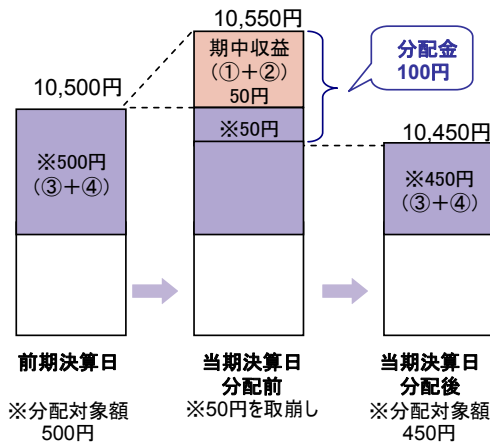 10,550円
期中収益
(①+②)
50円
分配金
100円
10,500円
※500円
(③+④)
※50円
10,450円
※450円
(③+④)
前期決算日
※分配対象額
500円
当期決算日
分配前
※50円を取崩し
当期決算日
分配後
※分配対象額
450円